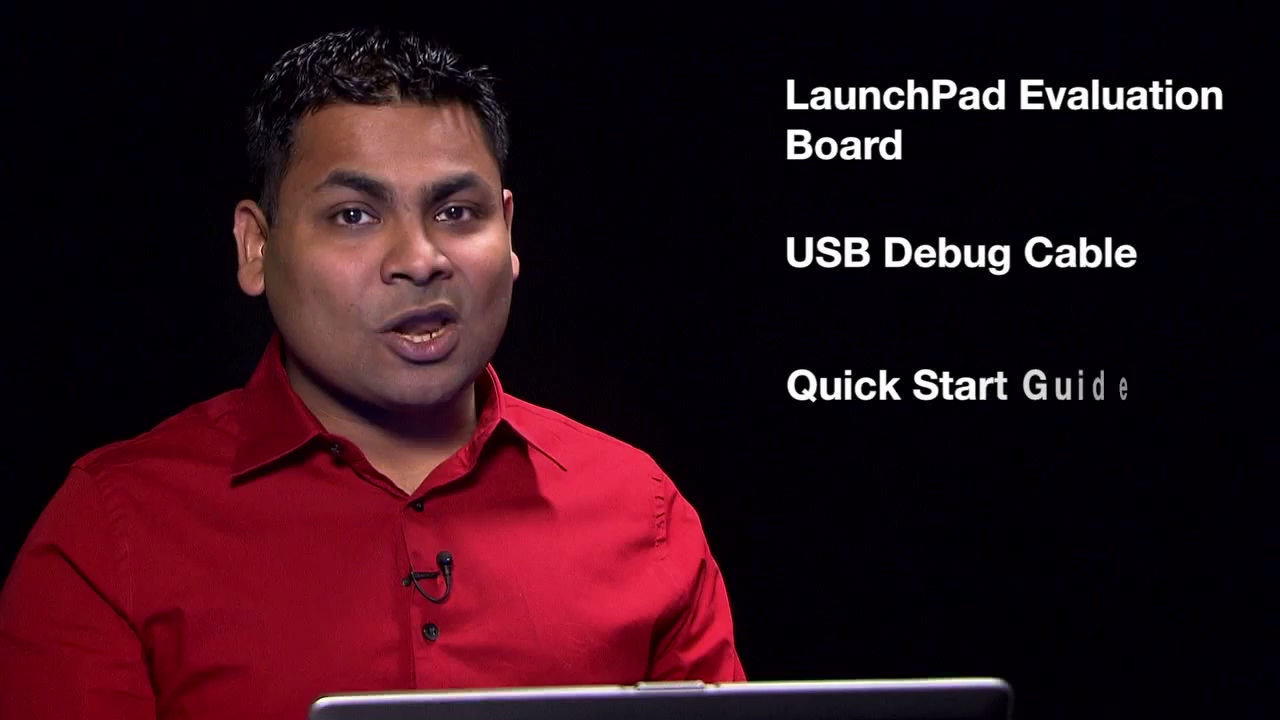 LaunchPad Evaluation
Board
USB Debug Cable
Quick Start Guide